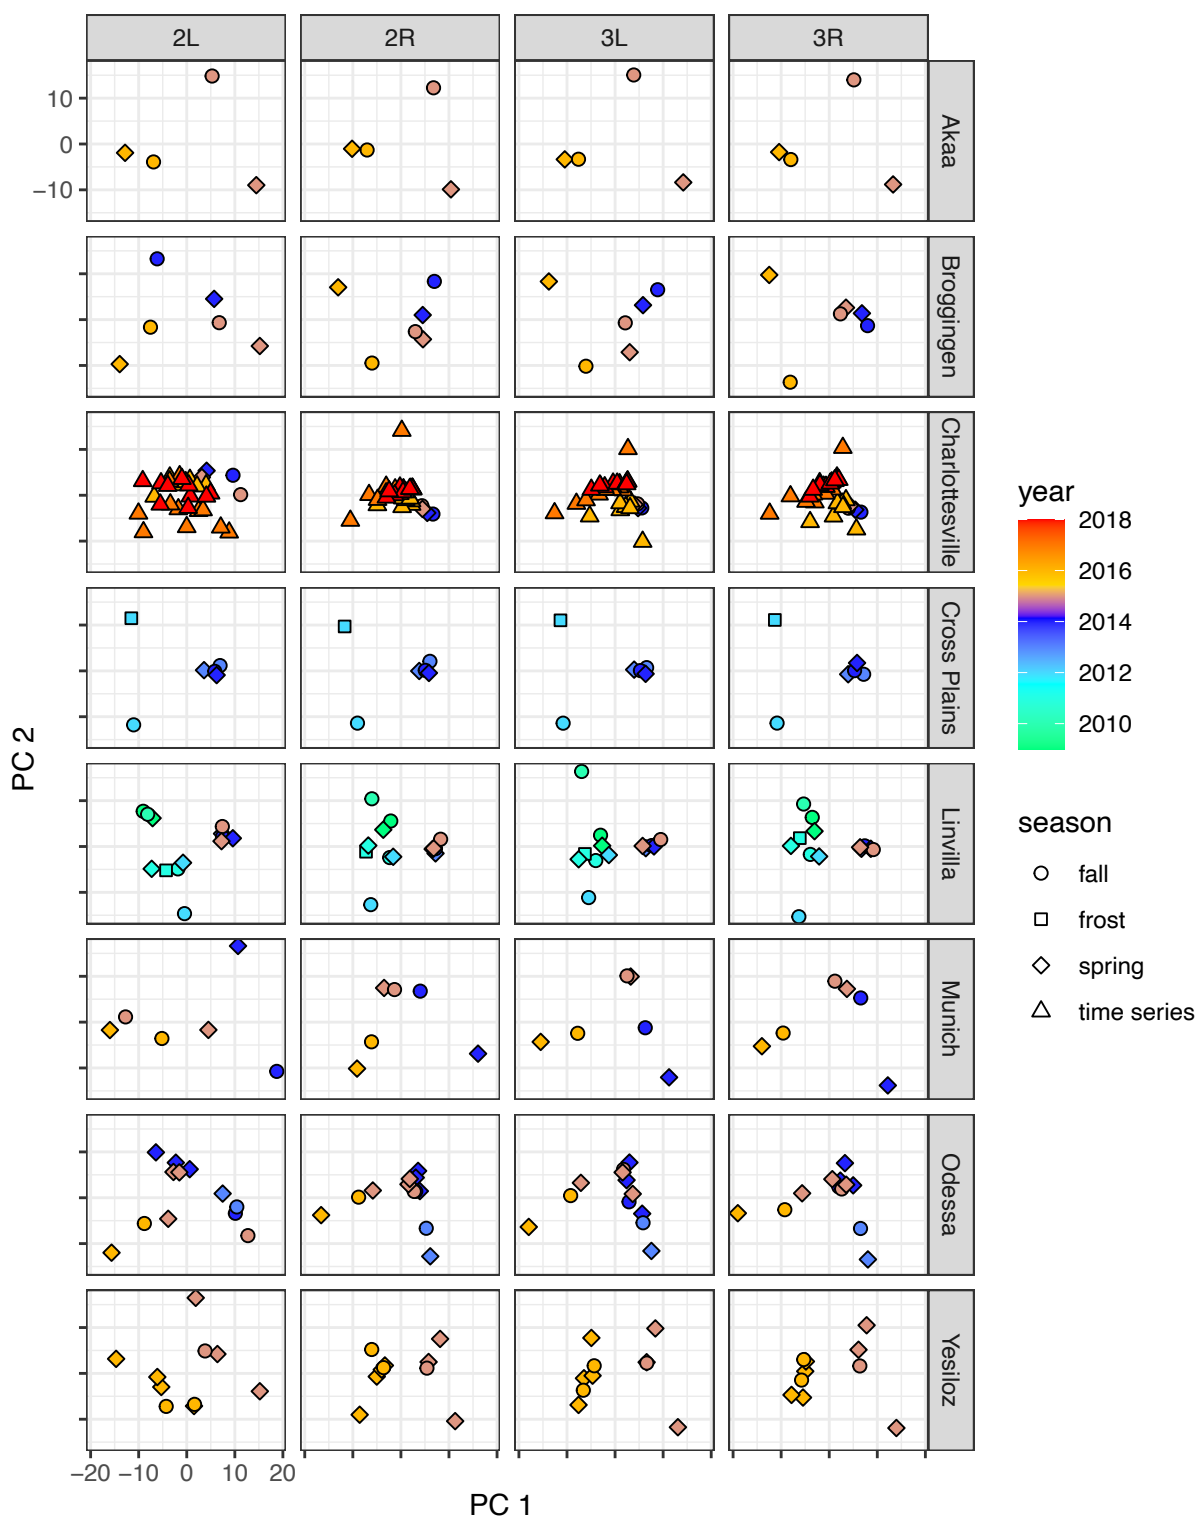 2L 2R 3L 3R
Akaa
10
0
−10
Broggingen
Charlottesville
Cross Plains
Linvilla
Munich
Odessa
Yesiloz
−20 −10 0 10 20
PC 1
PC 2
year
2018
2016
2014
2012
2010
season
fall
frost
spring
time series